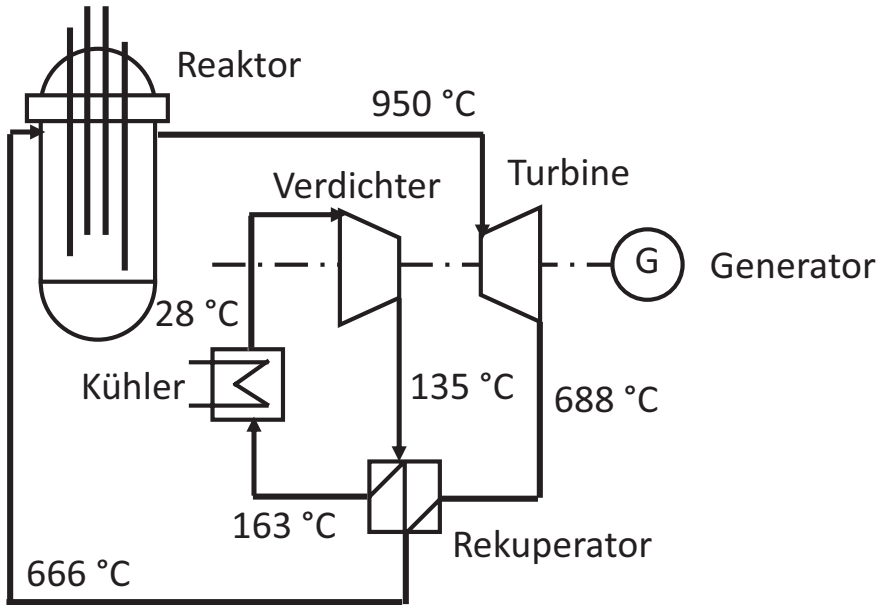 Reaktor
950 °C
Verdichter
Turbine
G
Generator
28 °C
Kühler
135 °C
688 °C
163 °C
Rekuperator
666 °C